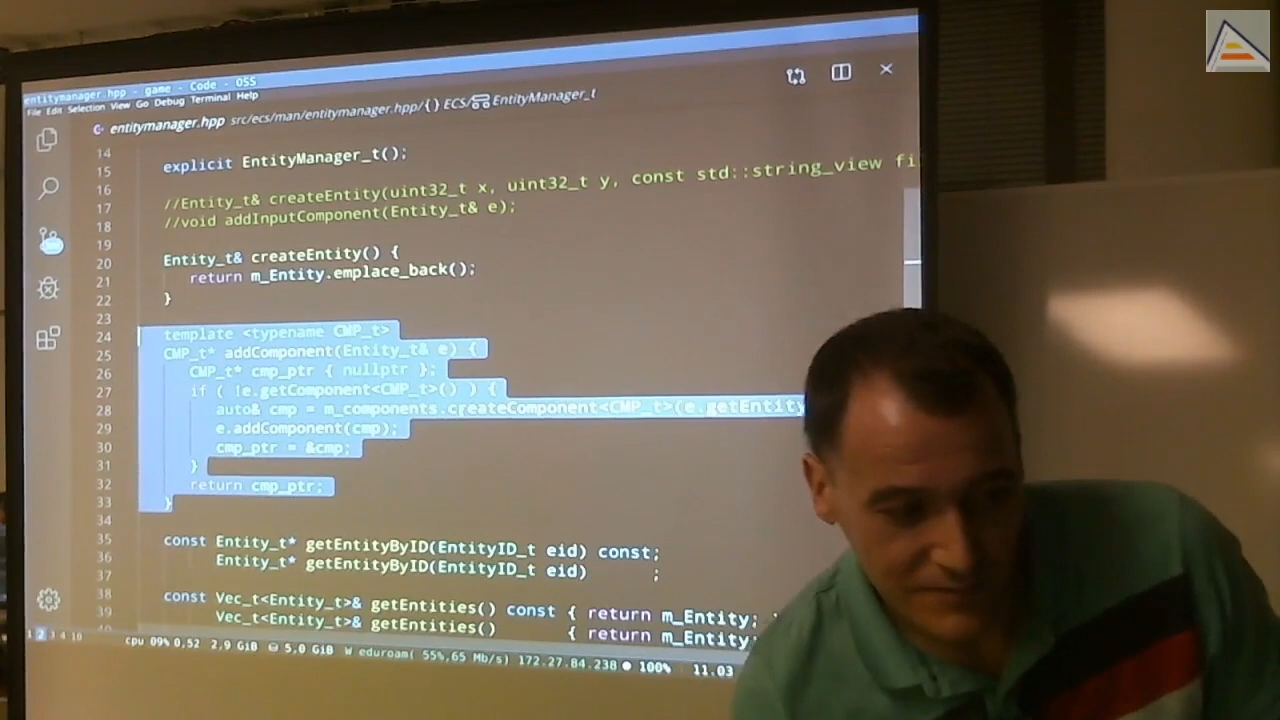 entitymanager.hpp - game - Code - OSS
File Edit Selection View Go Debug Terminal Help
entitymanager.hpp src/ecs/man/entitymanager.hpp/{} ECS/ EntityManager_t
14
15 explicit EntityManager_t();
16
17 //Entity_t& createEntity(uint32_t x, uint32_t y, const std::string_view fi
18 //void addInputComponent(Entity_t& e);
19
20 Entity_t& createEntity() {
21 return m_Entity.emplace_back();
22 }
23
24 template <typename CMP_t>
25 CMP_t* addComponent(Entity_t& e) {
26 CMP_t* cmp_ptr { nullptr };
27 if ( !e.getComponent<CMP_t>() ) {
28 auto& cmp = m_components.createComponent<CMP_t>(e.getEntity
29 e.addComponent(cmp);
30 cmp_ptr = &cmp;
31 }
32 return cmp_ptr;
33 }
34
35 const Entity_t* getEntityByID(EntityID_t eid) const;
36 Entity_t* getEntityByID(EntityID_t eid) ;
37
38 const Vec_t<Entity_t>& getEntities() const { return m_Entity;
39 Vec_t<Entity_t>& getEntities() { return m_Entity;
1 2 3 4 10 cpu 09% 0,52 2,9 GiB 5,0 GiB W eduroam( 55%,65 Mb/s) 172.27.84.238 100% 11.03